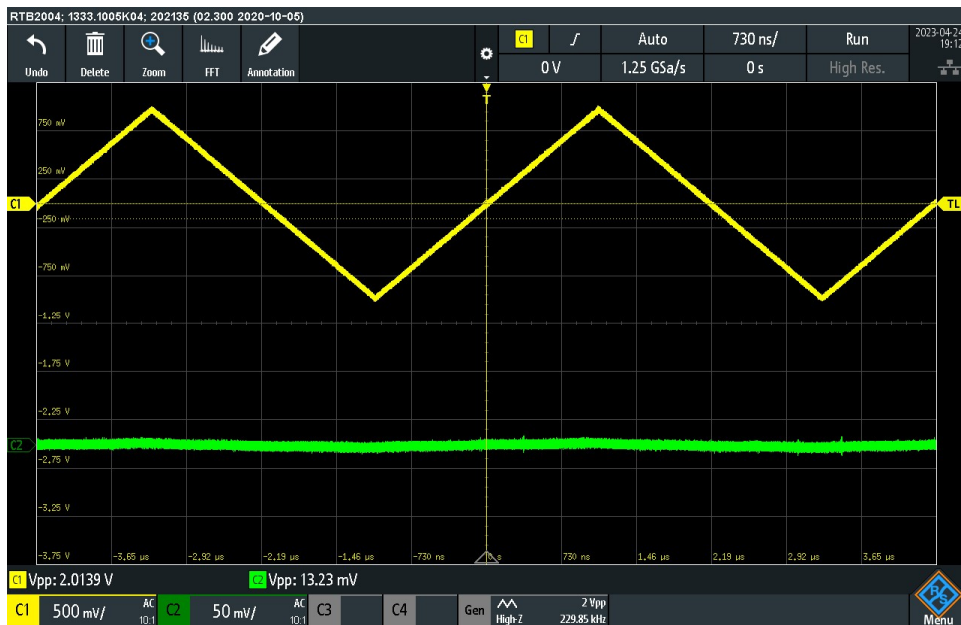 RTB2004; 1333.1005K04; 202135 (02.300 2020-10-05)
Undo
Delete
Zoom
FFT
Annotation
C1
Auto
730 ns/
Run
0 V
1.25 GSa/s
0 s
High Res.
2023-04-24
19:12
T
750 mV
250 mV
C1
TL
-250 mV
-750 mV
-1.25 V
-1.75 V
-2.25 V
C2
-2.75 V
-3.25 V
-3.75 V
-3.65 µs
-2.92 µs
-2.19 µs
-1.46 µs
-730 ns
0 s
730 ns
1.46 µs
2.19 µs
2.92 µs
3.65 µs
C1 Vpp: 2.0139 V
C2 Vpp: 13.23 mV
C1
500 mV/
AC
10:1
C2
50 mV/
AC
10:1
C3
C4
Gen
High-Z
2 Vpp
229.85 kHz
R&S
Menu